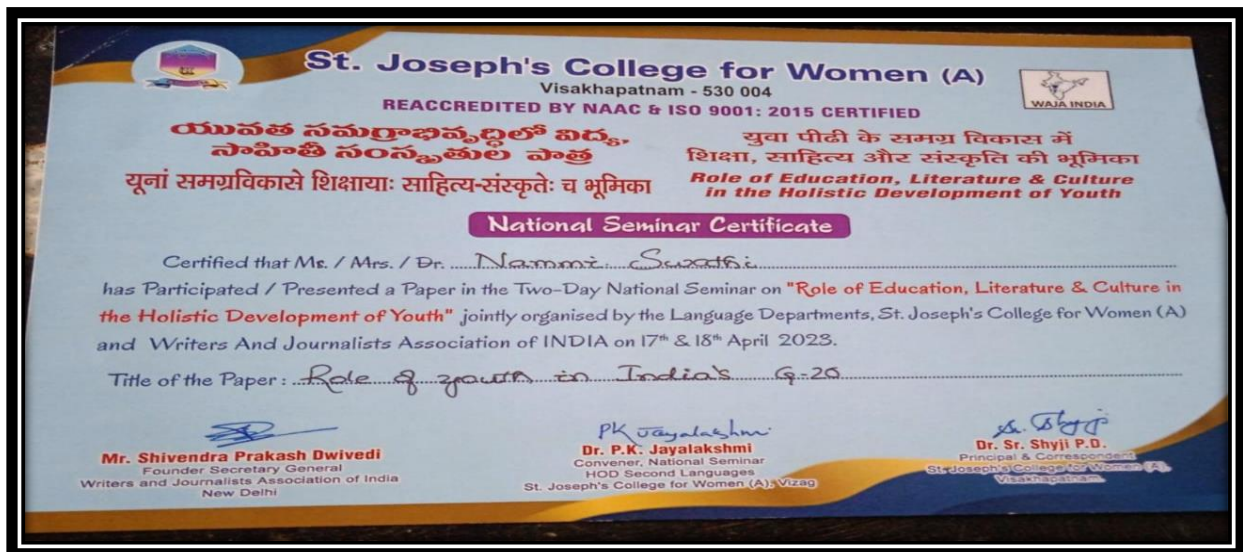 St. Joseph's College for Women (A)
Visakhapatnam - 530 004
REACCREDITED BY NAAC & ISO 9001: 2015 CERTIFIED
WAJA INDIA
యువత సమగ్రాభివృద్ధిలో విద్య,
సాహితీ సంస్కృతుల పాత్ర
यूनां समग्रविकासे शिक्षायाः साहित्य-संस्कृतेः च भूमिका
युवा पीढी के समग्र विकास में
शिक्षा, साहित्य और संस्कृति की भूमिका
Role of Education, Literature & Culture
in the Holistic Development of Youth
National Seminar Certificate
Certified that Ms. / Mrs. / Dr. Nammi Swathi
has Participated / Presented a Paper in the Two-Day National Seminar on "Role of Education, Literature & Culture in
the Holistic Development of Youth" jointly organised by the Language Departments, St. Joseph's College for Women (A)
and Writers And Journalists Association of INDIA on 17th & 18th April 2023.
Title of the Paper: Role of youth in India's G-20
Mr. Shivendra Prakash Dwivedi
Founder Secretary General
Writers and Journalists Association of India
New Delhi
PK Jayalakshmi
Dr. P.K. Jayalakshmi
Convener, National Seminar
HOD Second Languages
St. Joseph's College for Women (A), Vizag
Sr. Shyji
Dr. Sr. Shyji P.D.
Principal & Correspondent
St. Joseph's College for Women (A),
Visakhapatnam.